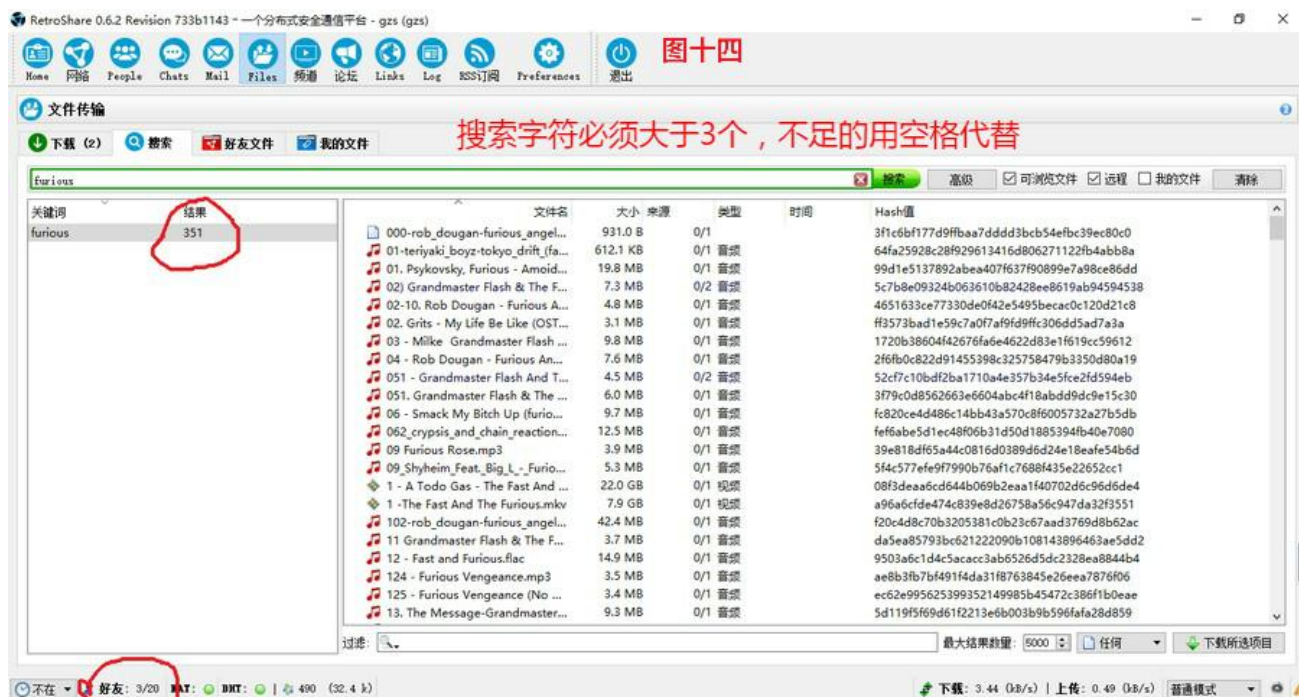 RetroShare 0.6.2 Revision 733b1143 - 一个分布式安全通信平台 - gzs (gzs)
图十四
Home 网络 People Chats Mail Files 频道 论坛 Links Log RSS订阅 Preferences 退出
文件传输
下载 (2) 搜索 好友文件 我的文件
搜索字符必须大于3个，不足的用空格代替
furious 搜索 高级 可浏览文件 远程 我的文件 清除
关键词 结果 文件名 大小 来源 类型 时间 Hash值
furious 351
000-rob_dougan-furious_angel... 931.0 B 0/1 3f1c6bf177d9ffbaa7dddd3bcb54efbc39ec80c0
01-teriyaki_boyz-tokyo_drift_(fa... 612.1 KB 0/1 音频 64fa25928c28f929613416d806271122fb4abb8a
01. Psykovsky, Furious - Amoid... 19.8 MB 0/1 音频 99d1e5137892abea407f637f90899e7a98ce86dd
02) Grandmaster Flash & The F... 7.3 MB 0/2 音频 5c7b8e09324b063610b82428ee8619ab94594538
02-10. Rob Dougan - Furious A... 4.8 MB 0/1 音频 4651633ce77330de0f42e5495becac0c120d21c8
02. Grits - My Life Be Like (OST... 3.1 MB 0/1 音频 ff3573bad1e59c7a0f7af9fd9ffc306dd5ad7a3a
03 - Milke Grandmaster Flash ... 9.8 MB 0/1 音频 1720b38604f42676fa6e4622d83e1f619cc59612
04 - Rob Dougan - Furious An... 7.6 MB 0/1 音频 2f6fb0c822d91455398c325758479b3350d80a19
051 - Grandmaster Flash And T... 4.5 MB 0/2 音频 52cf7c10bdf2ba1710a4e357b34e5fce2fd594eb
051. Grandmaster Flash & The ... 6.0 MB 0/1 音频 3f79c0d8562663e6604abc4f18abdd9dc9e15c30
06 - Smack My Bitch Up (furio... 9.7 MB 0/1 音频 fc820ce4d486c14bb43a570c8f6005732a27b5db
062_crypsis_and_chain_reaction... 12.5 MB 0/1 音频 fef6abe5d1ec48f06b31d50d1885394fb40e7080
09 Furious Rose.mp3 3.9 MB 0/1 音频 39e818df65a44c0816d0389d6d24e18eafe54b6d
09_Shyheim_Feat._Big_L_-_Furio... 5.3 MB 0/1 音频 5f4c577efe9f7990b76af1c7688f435e22652cc1
1 - A Todo Gas - The Fast And ... 22.0 GB 0/1 视频 08f3deaa6cd644b069b2eaa1f40702d6c96d6de4
1 -The Fast And The Furious.mkv 7.9 GB 0/1 视频 a96a6cfde474c839e8d26758a56c947da32f3551
102-rob_dougan-furious_angel... 42.4 MB 0/1 音频 f20c4d8c70b3205381c0b23c67aad3769d8b62ac
11 Grandmaster Flash & The F... 3.7 MB 0/1 音频 da5ea85793bc621222090b108143896463ae5dd2
12 - Fast and Furious.flac 14.9 MB 0/1 音频 9503a6c1d4c5acacc3ab6526d5dc2328ea8844b4
124 - Furious Vengeance.mp3 3.5 MB 0/1 音频 ae8b3fb7bf491f4da31f8763845e26eea7876f06
125 - Furious Vengeance (No ... 3.4 MB 0/1 音频 ec62e995625399352149985b45472c386f1b0eae
13. The Message-Grandmaster... 9.3 MB 0/1 音频 5d119f5f69d61f2213e6b003b9b596fafa28d859
过滤: 最大结果数量: 5000 任何 下载所选项目
不在 好友: 3/20 NAT: DHT: | 490 (32.4 k) 下载: 3.44 (kB/s) | 上传: 0.49 (kB/s) 普通模式